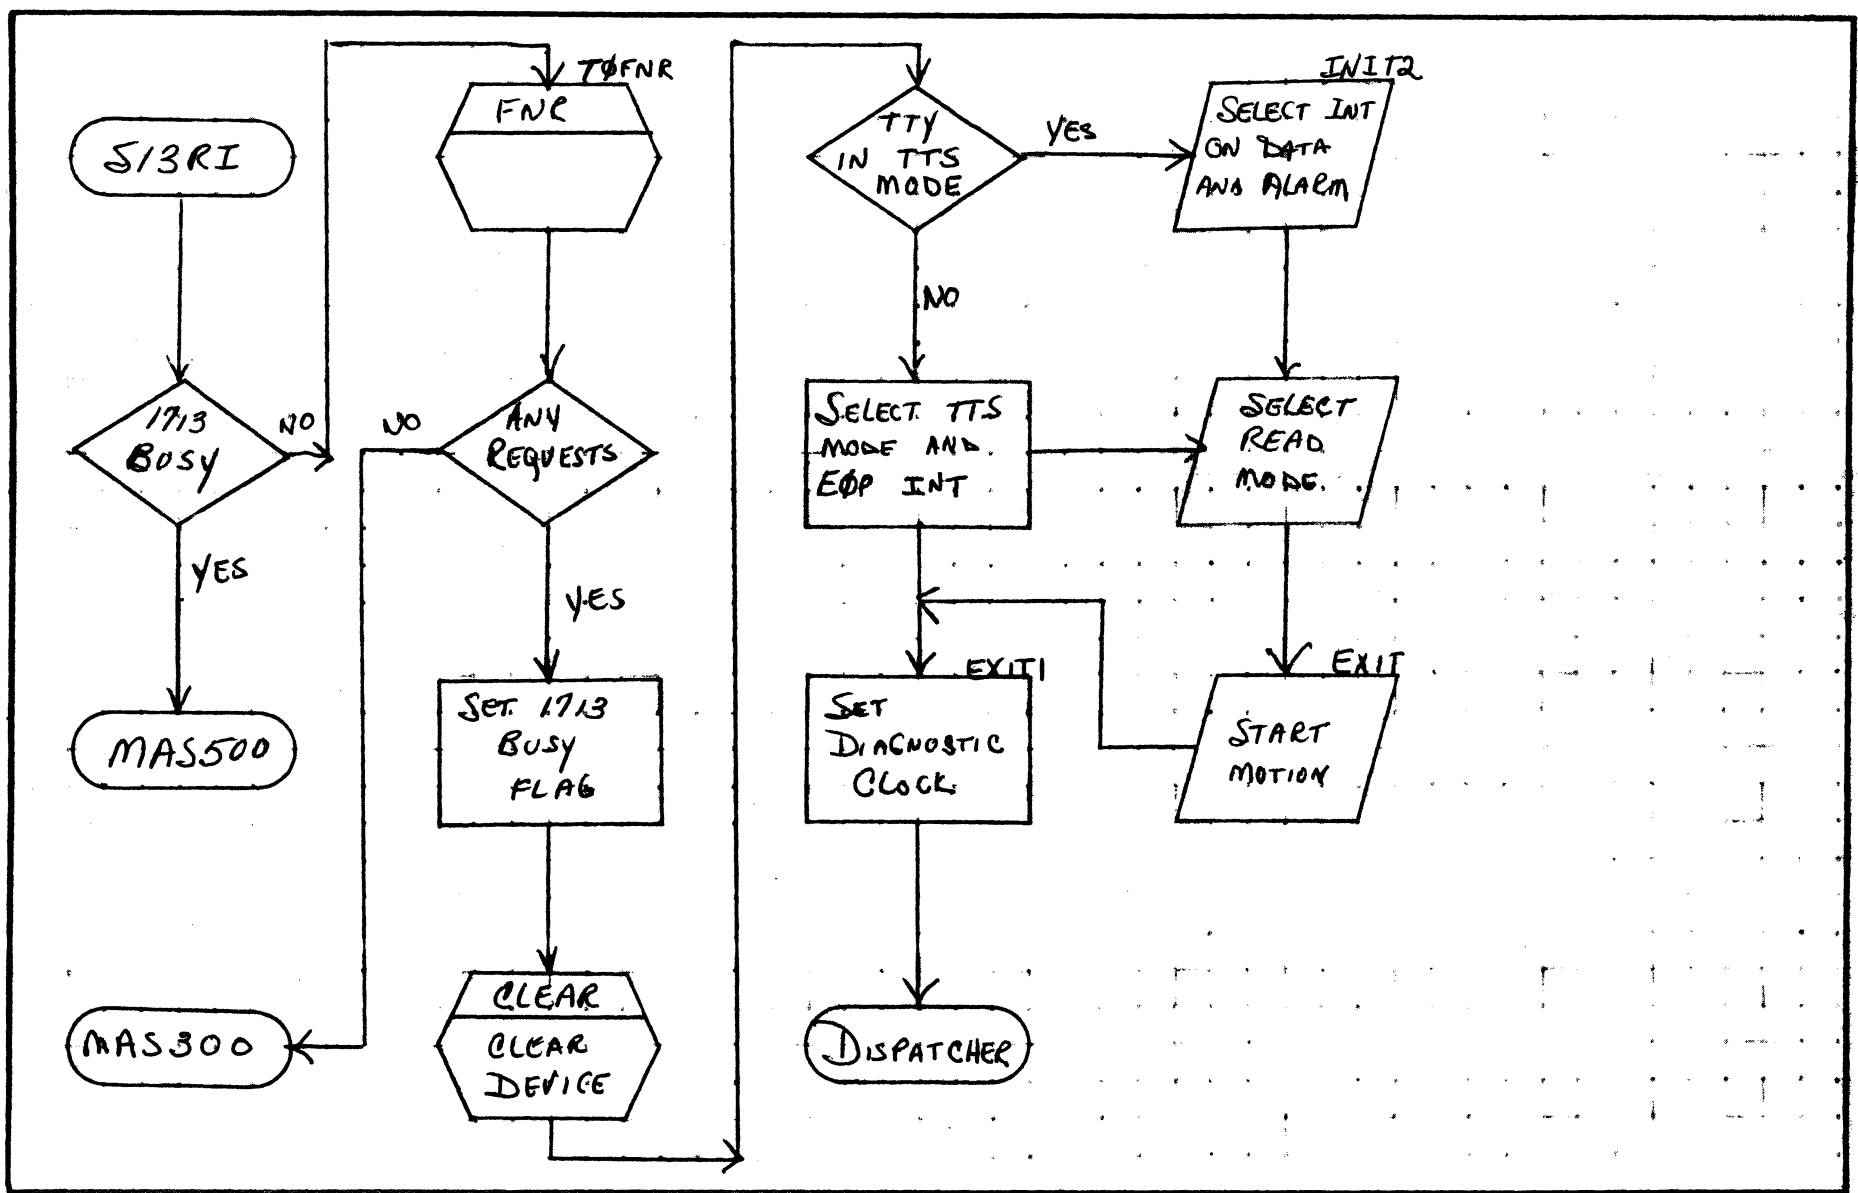 S13RI
1713
BUSY
NO
YES
MAS500
MAS300
TØFNR
FNR
ANY
REQUESTS
NO
YES
SET 1713
BUSY
FLAG
CLEAR
CLEAR
DEVICE
TTY
IN TTS
MODE
YES
NO
SELECT TTS
MODE AND
EØP INT
EXIT1
SET
DIAGNOSTIC
CLOCK
DISPATCHER
INIT2
SELECT INT
ON DATA
AND ALARM
SELECT
READ
MODE.
EXIT
START
MOTION